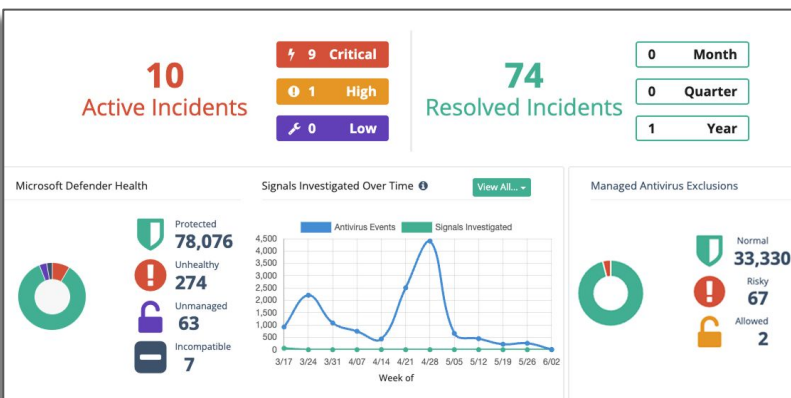 10
Active Incidents
9 Critical
1 High
0 Low
74
Resolved Incidents
0 Month
0 Quarter
1 Year
Microsoft Defender Health
Protected
78,076
Unhealthy
274
Unmanaged
63
Incompatible
7
Signals Investigated Over Time
View All...
Antivirus Events Signals Investigated
4,500
4,000
3,500
3,000
2,500
2,000
1,500
1,000
500
0
3/17 3/24 3/31 4/07 4/14 4/21 4/28 5/05 5/12 5/19 5/26 6/02
Week of
Managed Antivirus Exclusions
Normal
33,330
Risky
67
Allowed
2